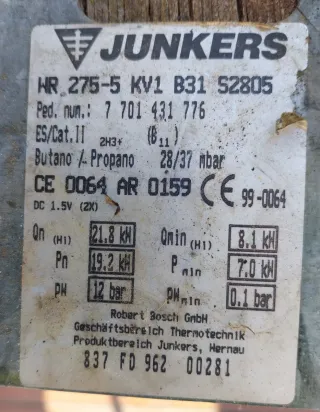 JUNKERS
WR 275-5 KV1 B31 S2805
Ped. num.: 7 701 431 776
ES/Cat.II 2H3+ (B11)
Butano / Propano 28/37 mbar
CE 0064 AR 0159 CE 99-0064
DC 1.5V (2X)
Qn (Hi) 21.8 kW Qmin (Hi) 8.1 kW
Pn 19.2 kW P min 7.0 kW
pW 12 bar pW min 0.1 bar
Robert Bosch GmbH
Geschäftsbereich Thermotechnik
Produktbereich Junkers, Wernau
837 FD 962 00281